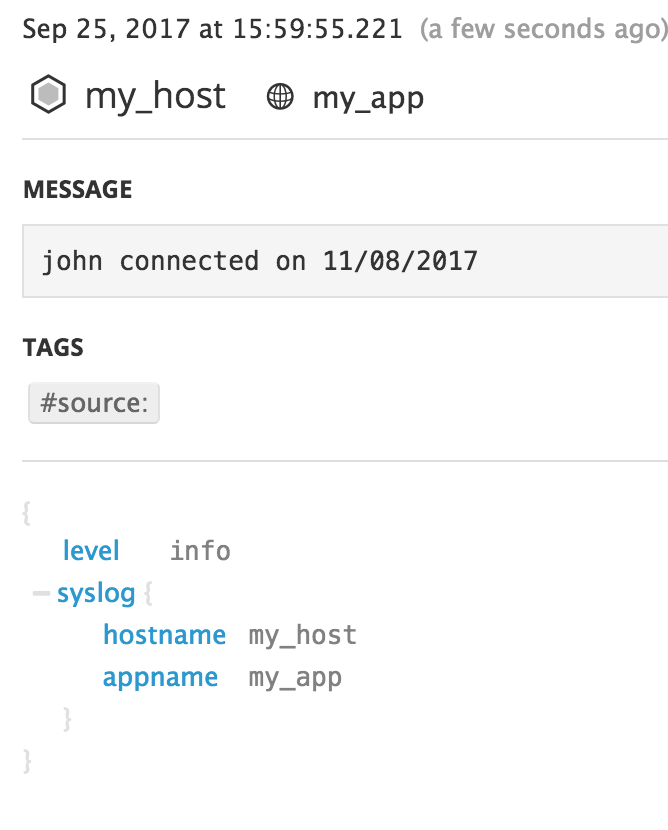 Sep 25, 2017 at 15:59:55.221 (a few seconds ago)
my_host my_app
MESSAGE
john connected on 11/08/2017
TAGS
#source:
{
level info
− syslog {
hostname my_host
appname my_app
}
}